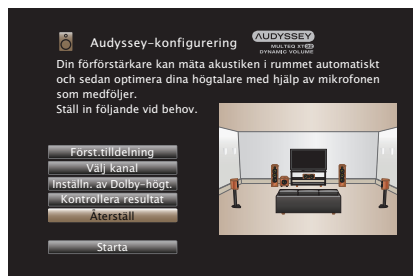 Audyssey-konfigurering
AUDYSSEY
MULTEQ XT32
DYNAMIC VOLUME
Din förförstärkare kan mäta akustiken i rummet automatiskt
och sedan optimera dina högtalare med hjälp av mikrofonen
som medföljer.
Ställ in följande vid behov.
Först.tilldelning
Välj kanal
Inställn. av Dolby-högt.
Kontrollera resultat
Återställ
Starta